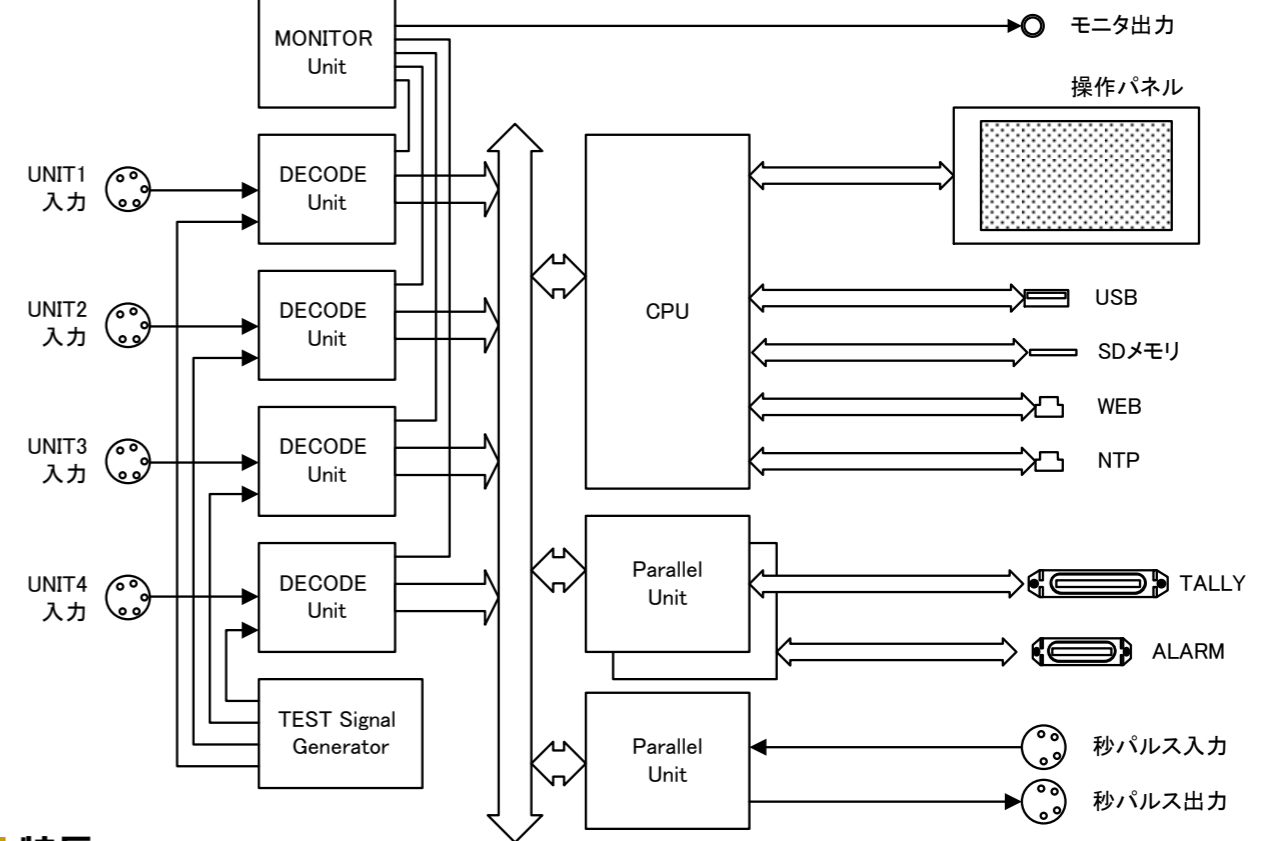 MONITOR
Unit
モニタ出力
操作パネル
UNIT1
入力
DECODE
Unit
UNIT2
入力
DECODE
Unit
CPU
USB
SDメモリ
WEB
NTP
UNIT3
入力
DECODE
Unit
UNIT4
入力
DECODE
Unit
Parallel
Unit
TALLY
ALARM
TEST Signal
Generator
Parallel
Unit
秒パルス入力
秒パルス出力